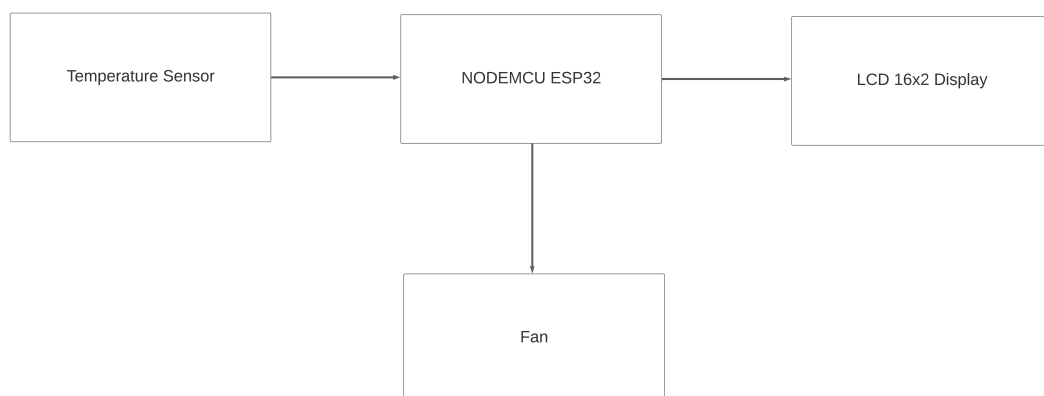 Temperature Sensor
NODEMCU ESP32
LCD 16x2 Display
Fan